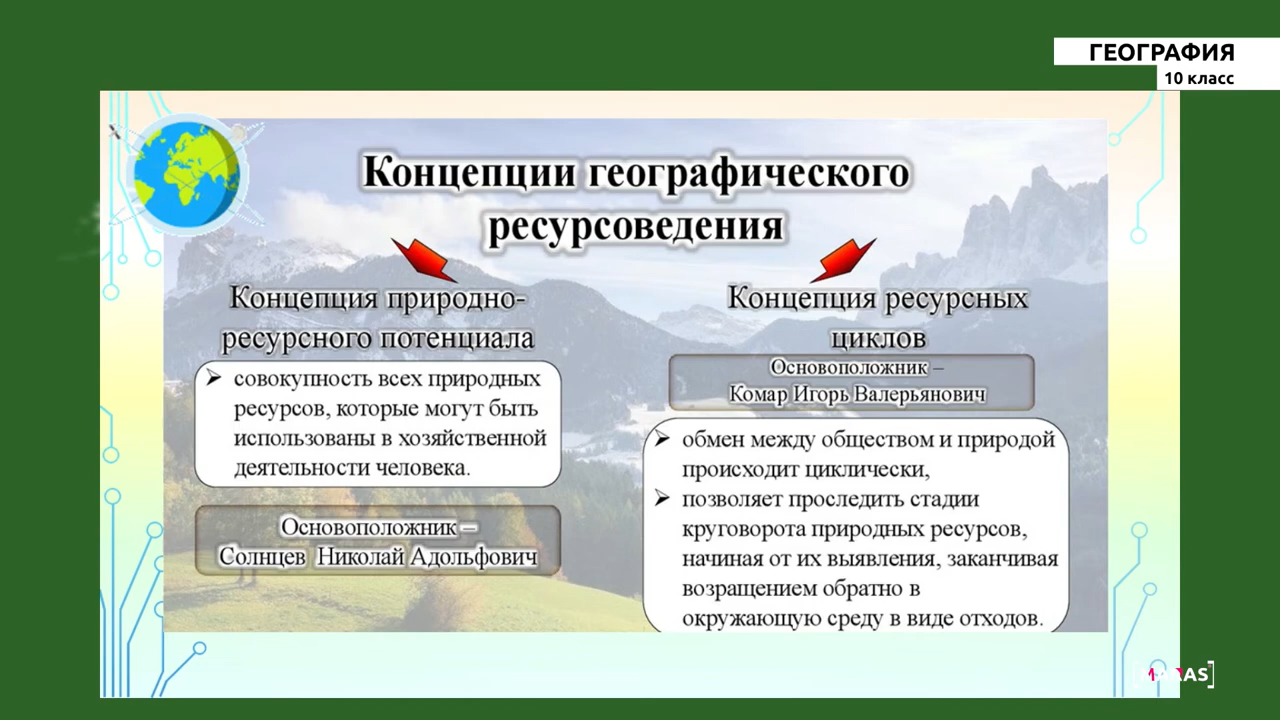 ГЕОГРАФИЯ
10 класс
Концепции географического
ресурсоведения
Концепция природно-
ресурсного потенциала
совокупность всех природных
ресурсов, которые могут быть
использованы в хозяйственной
деятельности человека.
Основоположник –
Солнцев Николай Адольфович
Концепция ресурсных
циклов
Основоположник –
Комар Игорь Валерьянович
обмен между обществом и природой
происходит циклически,
позволяет проследить стадии
круговорота природных ресурсов,
начиная от их выявления, заканчивая
возращением обратно в
окружающую среду в виде отходов.